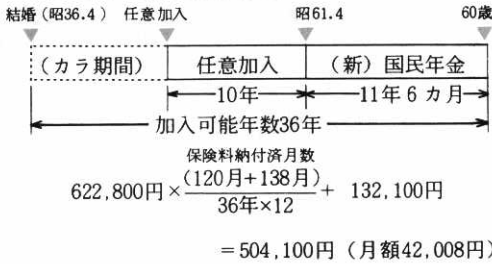 結婚(昭36.4) 任意加入 昭61.4 60歳
(カラ期間) 任意加入 (新)国民年金
10年 11年6カ月
加入可能年数36年
保険料納付済月数
622,800円×(120月+138月)/36年×12+ 132,100円
=504,100円(月額42,008円)